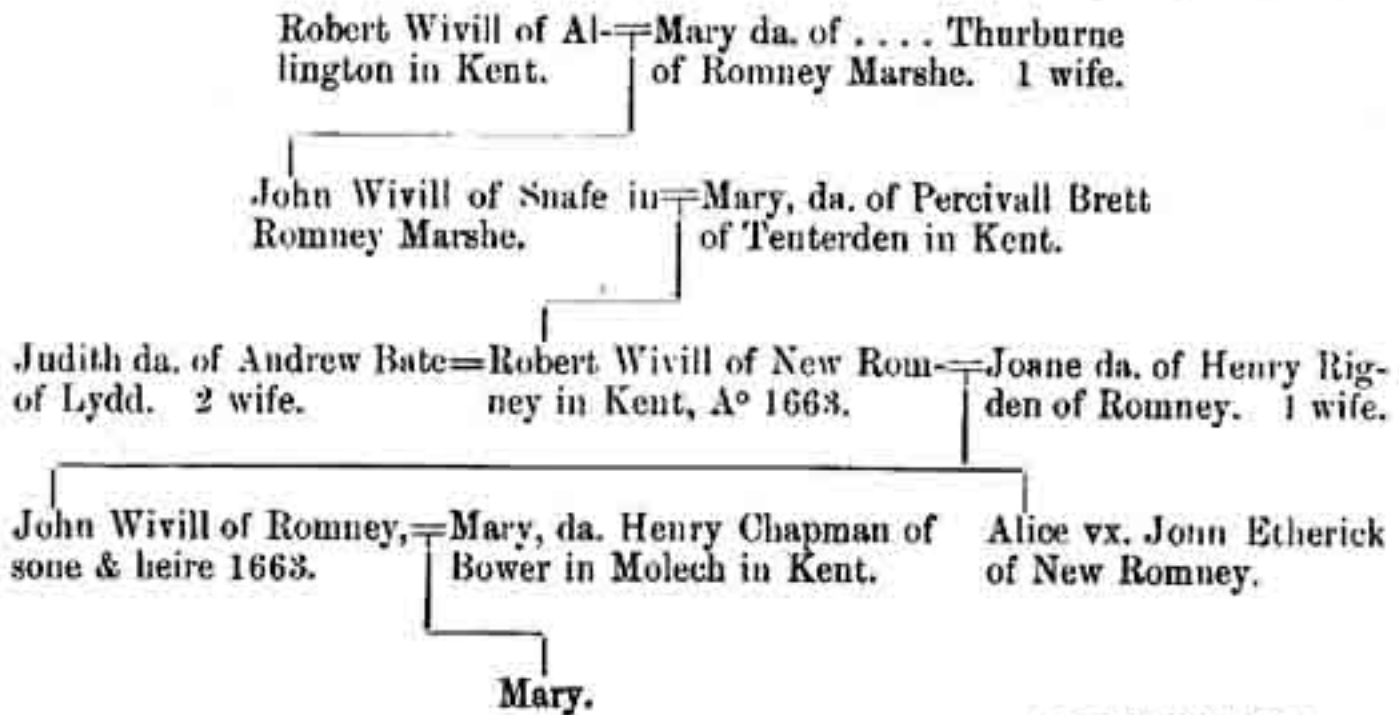 Robert Wivill of Al-=Mary da. of .... Thurburne
lington in Kent. of Romney Marshe. 1 wife.
John Wivill of Snafe in=Mary, da. of Percivall Brett
Romney Marshe. of Tenterden in Kent.
Judith da. of Andrew Bate=Robert Wivill of New Rom-=Joane da. of Henry Rig-
of Lydd. 2 wife. ney in Kent, Aº 1663. den of Romney. 1 wife.
John Wivill of Romney,=Mary, da. Henry Chapman of Alice vx. John Etherick
sone & heire 1663. Bower in Molech in Kent. of New Romney.
Mary.